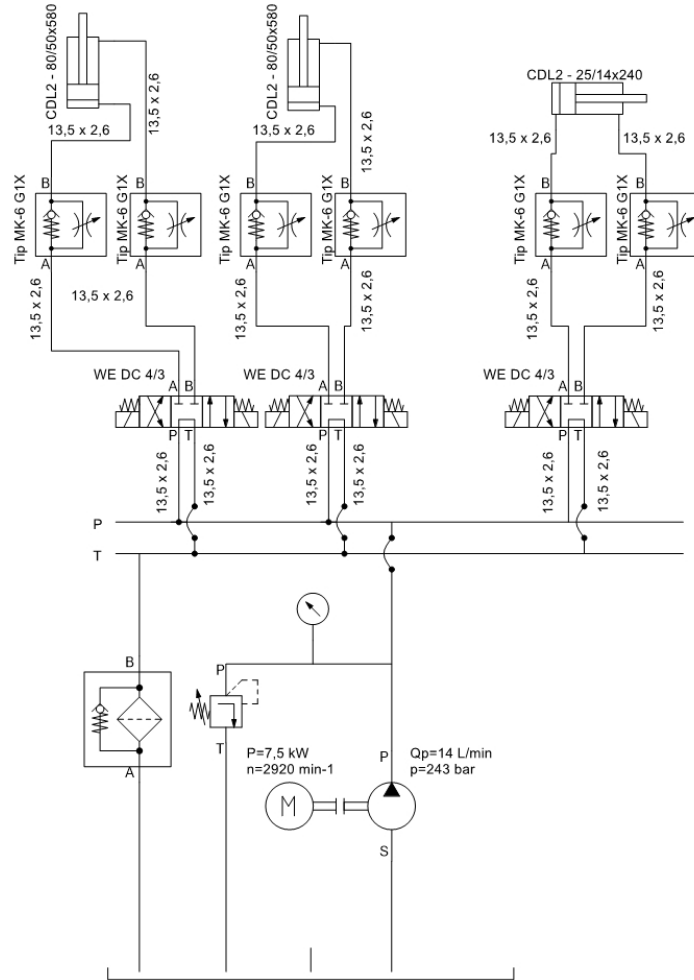 CDL2 - 80/50x580
13,5 x 2,6
13,5 x 2,6
CDL2 - 80/50x580
13,5 x 2,6
13,5 x 2,6
CDL2 - 25/14x240
13,5 x 2,6
13,5 x 2,6
B
B
B
B
B
B
Tip MK-6 G1X
Tip MK-6 G1X
Tip MK-6 G1X
Tip MK-6 G1X
Tip MK-6 G1X
Tip MK-6 G1X
A
A
A
A
A
A
13,5 x 2,6
13,5 x 2,6
13,5 x 2,6
13,5 x 2,6
13,5 x 2,6
13,5 x 2,6
WE DC 4/3
A B
WE DC 4/3
A B
WE DC 4/3
A B
P T
P T
P T
13,5 x 2,6
13,5 x 2,6
13,5 x 2,6
13,5 x 2,6
13,5 x 2,6
13,5 x 2,6
P
T
B
A
P
T
P=7,5 kW
n=2920 min-1
M
P
Qp=14 L/min
p=243 bar
S